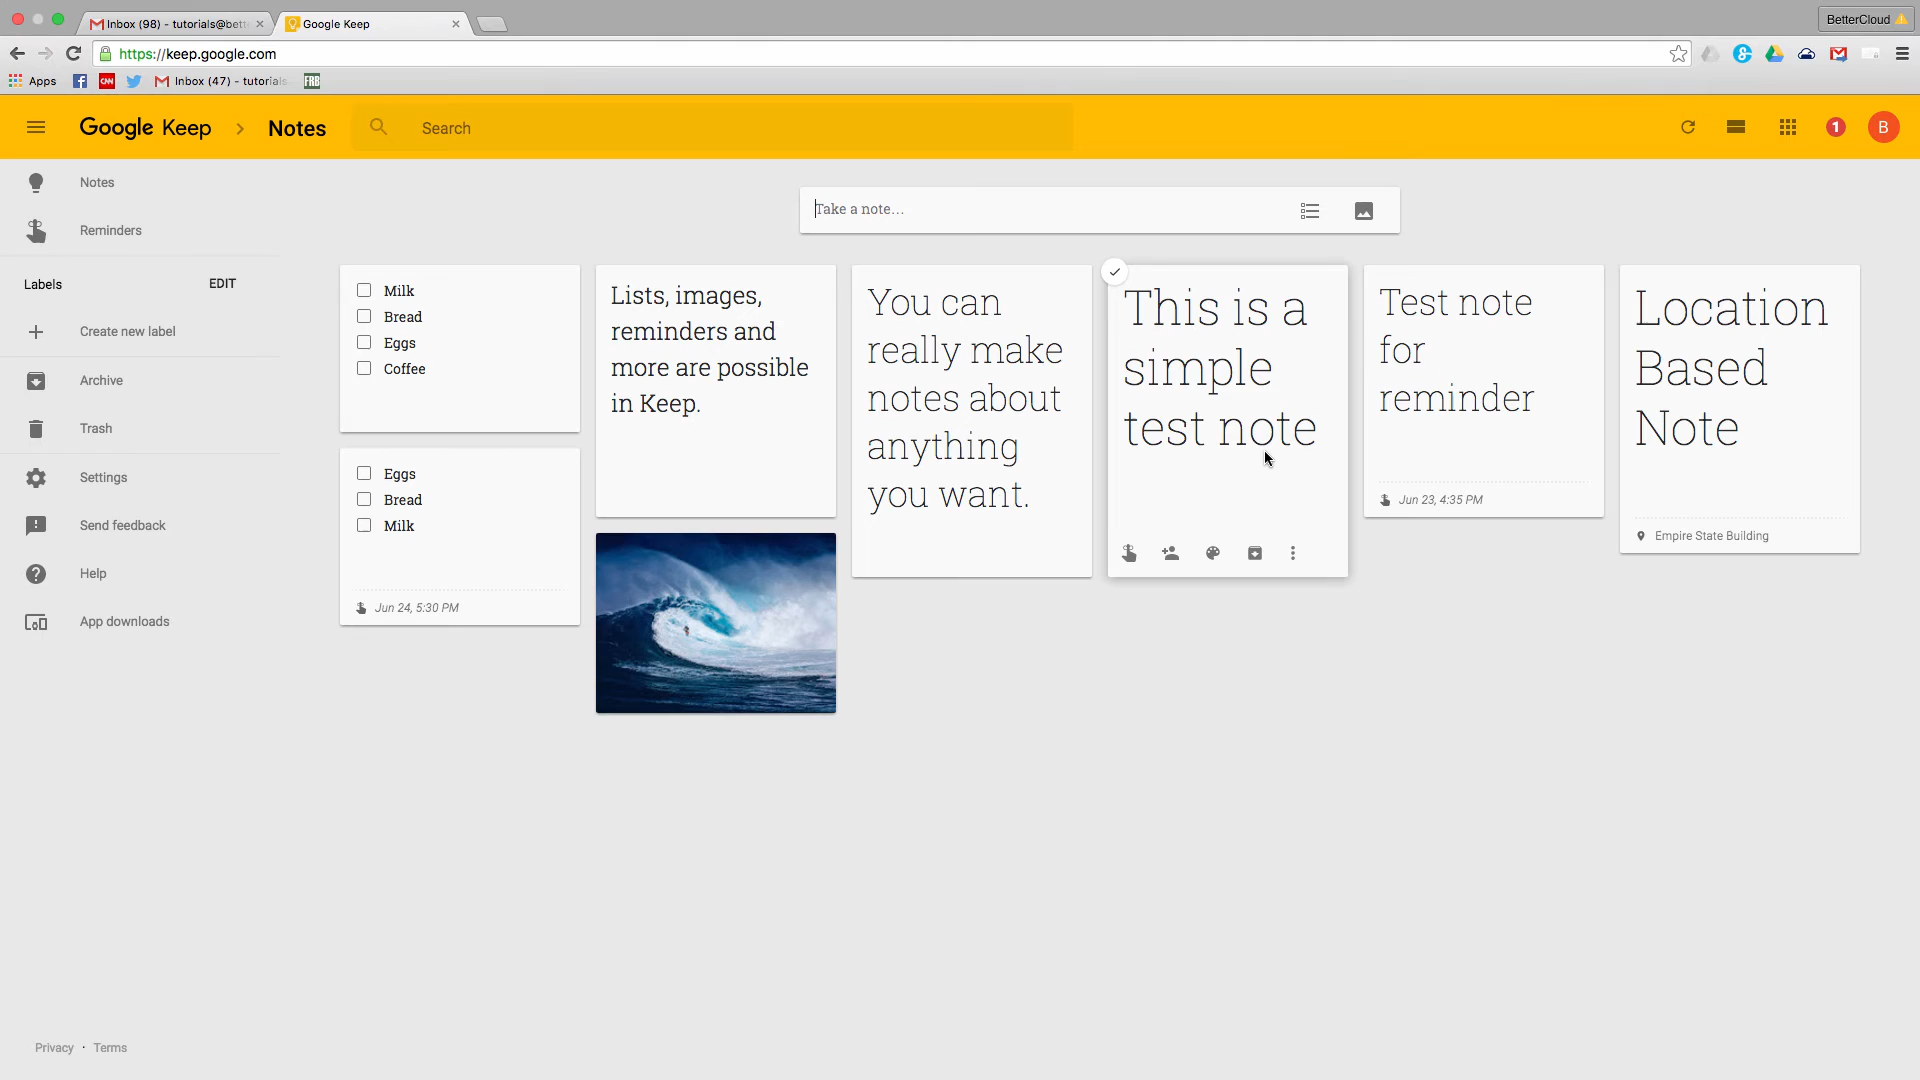 Inbox (98) - tutorials@bett
Google Keep
BetterCloud
https://keep.google.com
Apps
CNN
Inbox (47) - tutorials
FRB
Google Keep > Notes
Search
1
B
Notes
Reminders
Labels
EDIT
Create new label
Archive
Trash
Settings
Send feedback
Help
App downloads
Take a note...
Milk
Bread
Eggs
Coffee
Eggs
Bread
Milk
Jun 24, 5:30 PM
Lists, images,
reminders and
more are possible
in Keep.
You can
really make
notes about
anything
you want.
This is a
simple
test note
Test note
for
reminder
Jun 23, 4:35 PM
Location
Based
Note
Empire State Building
Privacy · Terms